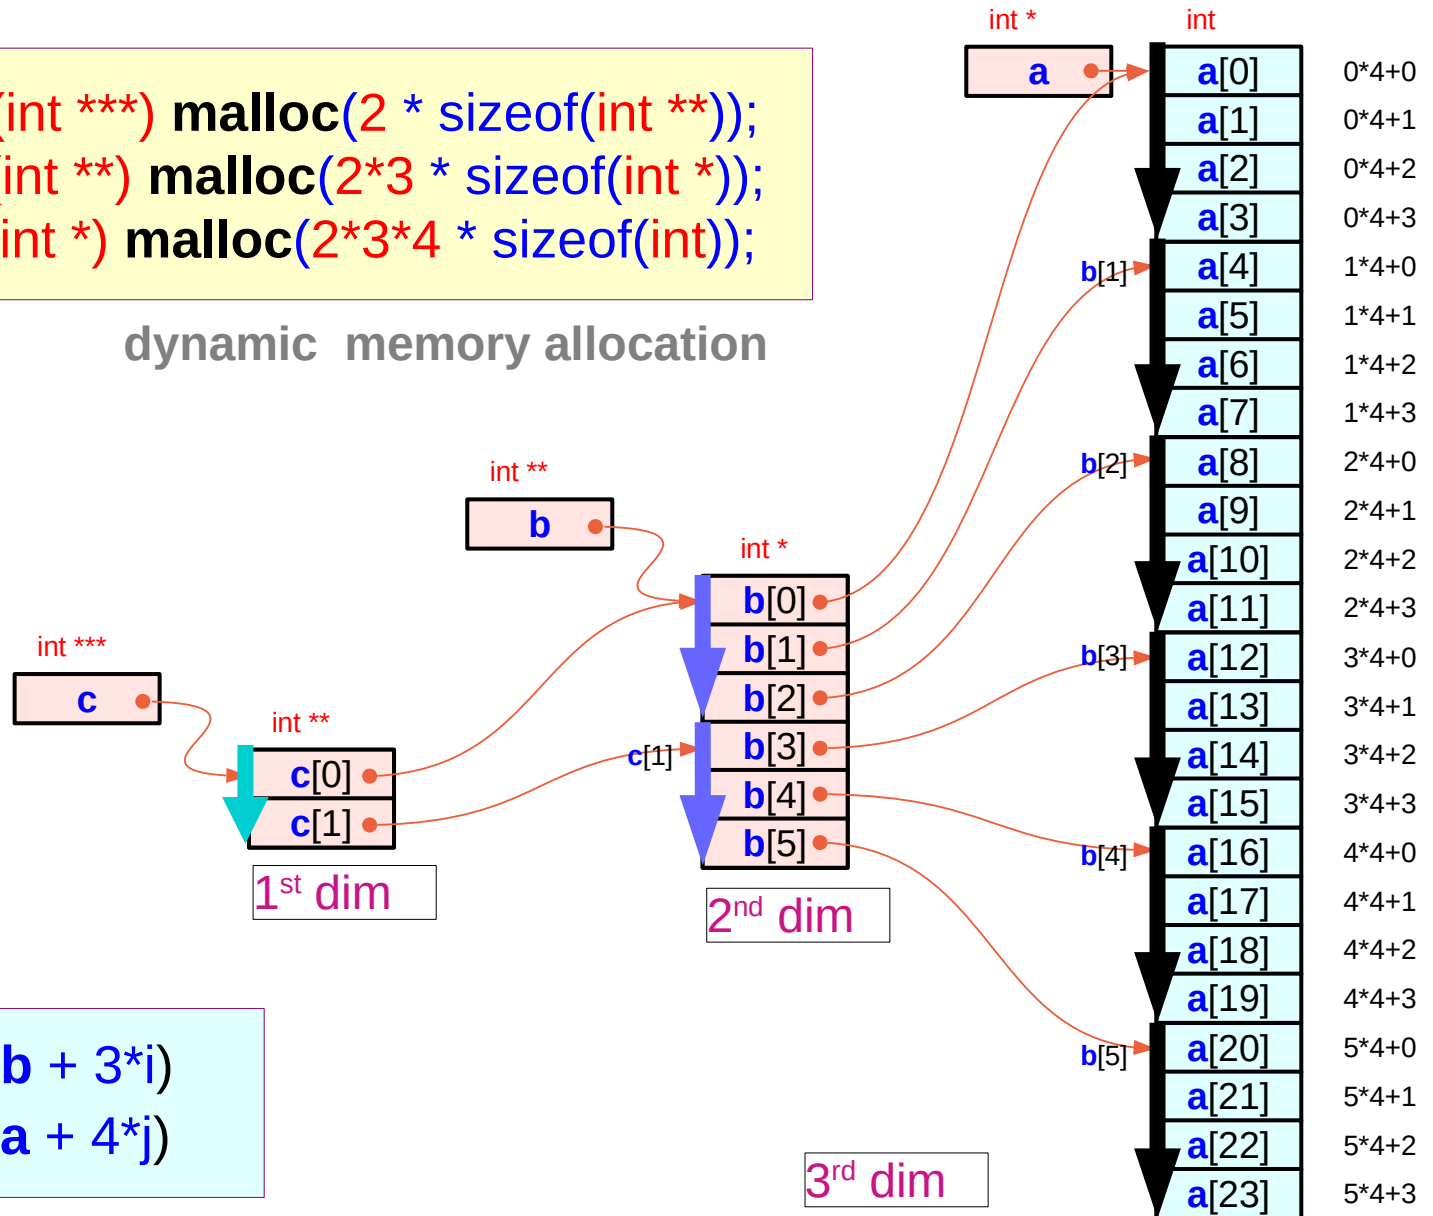 int *
int
(int ***) malloc(2 * sizeof(int **));
(int **) malloc(2*3 * sizeof(int *));
int *) malloc(2*3*4 * sizeof(int));
dynamic memory allocation
a
a[0] 0*4+0
a[1] 0*4+1
a[2] 0*4+2
a[3] 0*4+3
b[1] a[4] 1*4+0
a[5] 1*4+1
a[6] 1*4+2
a[7] 1*4+3
b[2] a[8] 2*4+0
a[9] 2*4+1
a[10] 2*4+2
a[11] 2*4+3
b[3] a[12] 3*4+0
a[13] 3*4+1
a[14] 3*4+2
a[15] 3*4+3
b[4] a[16] 4*4+0
a[17] 4*4+1
a[18] 4*4+2
a[19] 4*4+3
b[5] a[20] 5*4+0
a[21] 5*4+1
a[22] 5*4+2
a[23] 5*4+3
int **
b
int *
b[0]
b[1]
b[2]
c[1] b[3]
b[4]
b[5]
2nd dim
int ***
c
int **
c[0]
c[1]
1st dim
b + 3*i)
a + 4*j)
3rd dim